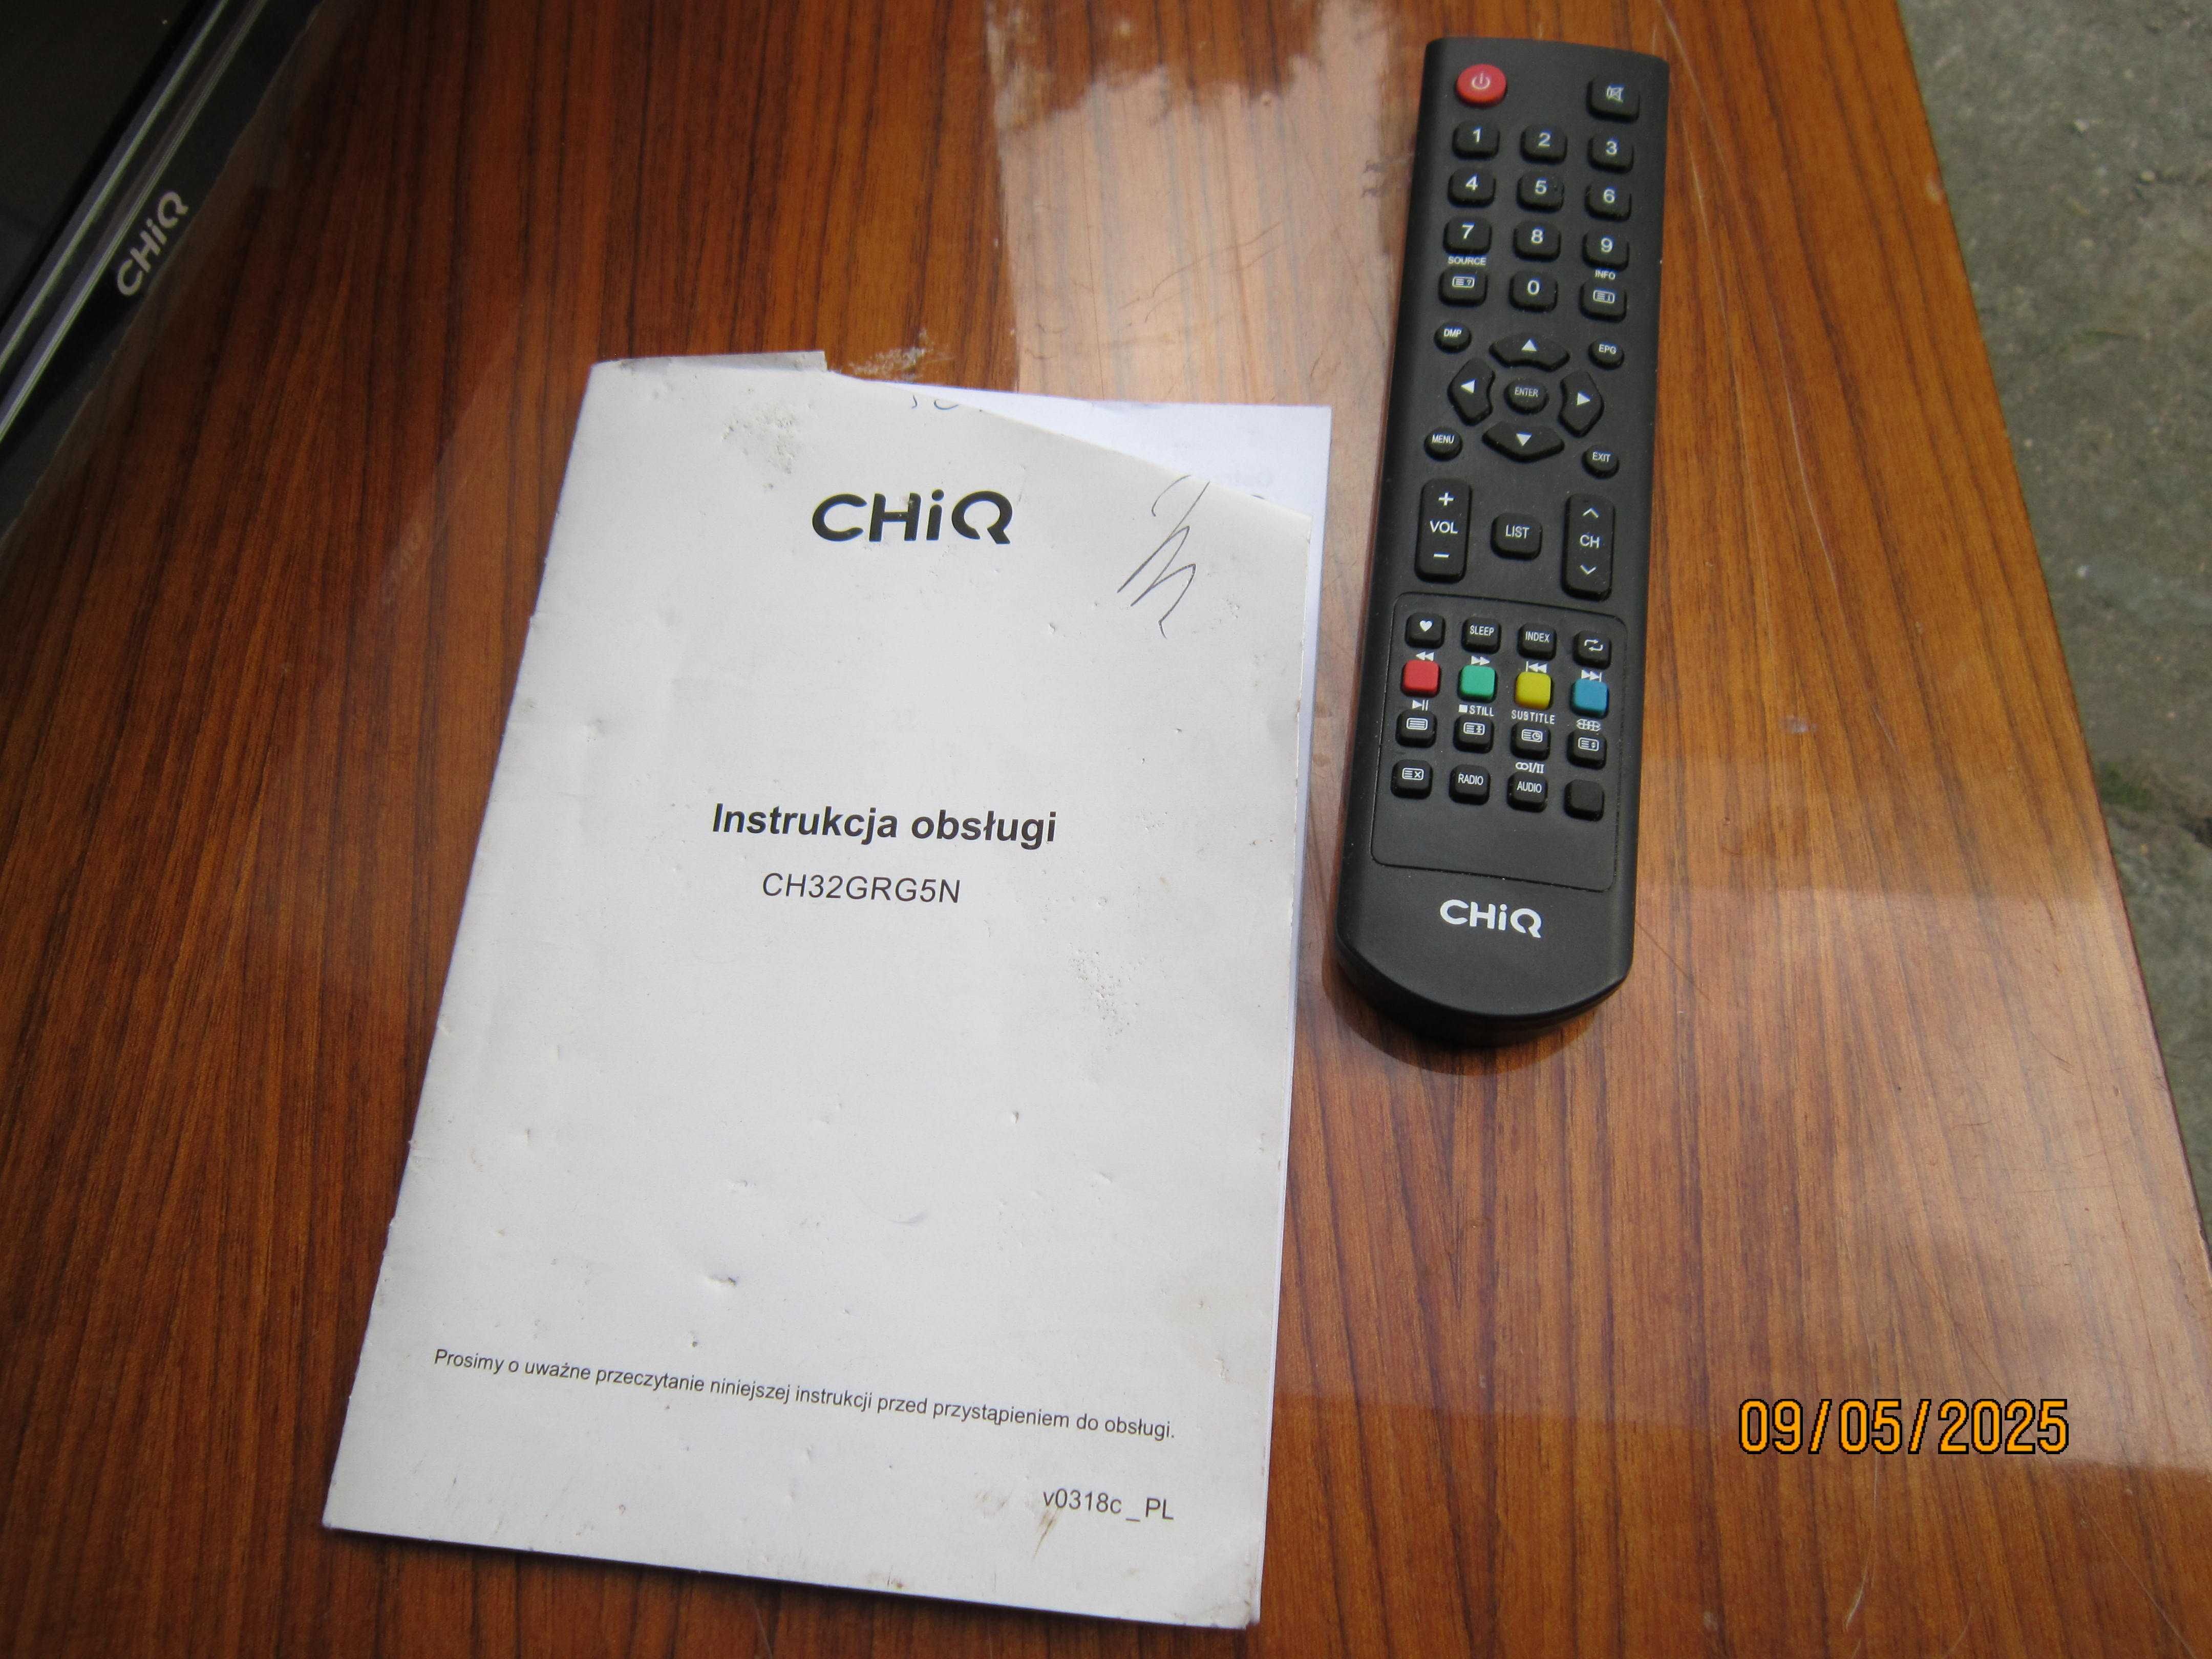 CHiQ
CHiQ
Instrukcja obsługi
CH32GRG5N
Prosimy o uważne przeczytanie niniejszej instrukcji przed przystąpieniem do obsługi.
v0318c_PL
1 2 3
4 5 6
7 8 9
SOURCE INFO
0
DMP EPG
ENTER
MENU EXIT
+
VOL LIST CH
−
SLEEP INDEX
STILL SUBTITLE
I/II
RADIO AUDIO
CHiQ
09/05/2025